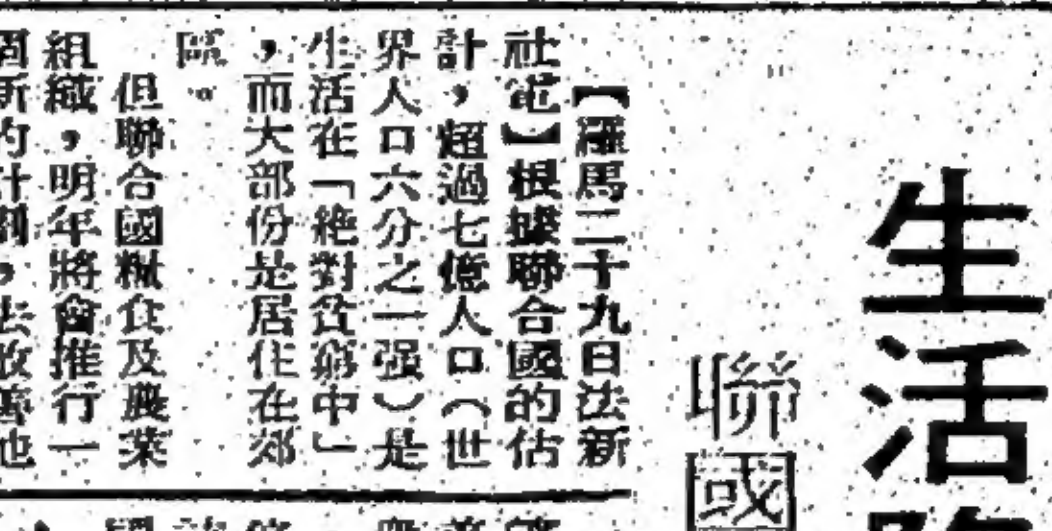 生活
聯國
【羅馬二十九日法新
社電】根據聯合國的估
計，超過七億人口（世
界人口六分之一强）是
生活在「絶對貧窮中」
，而大部份是居住在郊
區。
但聯合國糧食及農業
組織，明年將會推行一
個新的計劃，去改善他